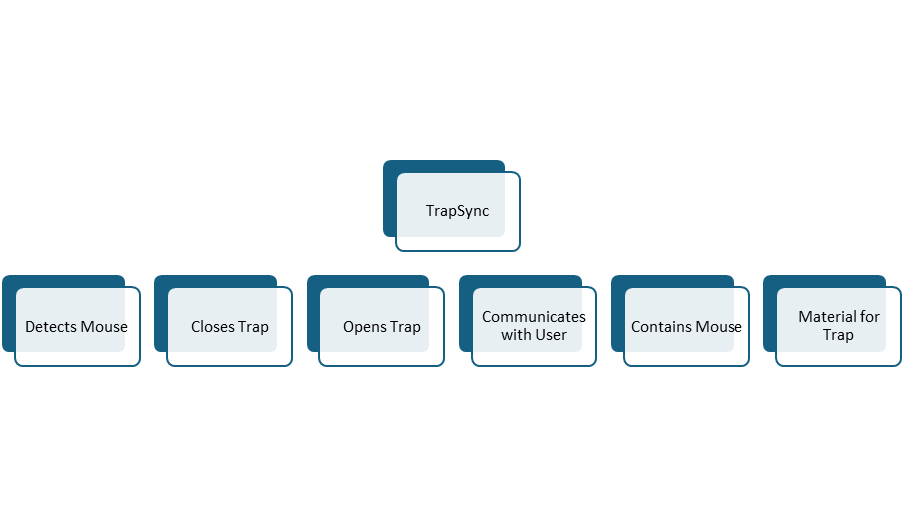 TrapSync
Detects Mouse
Closes Trap
Opens Trap
Communicates
with User
Contains Mouse
Material for
Trap